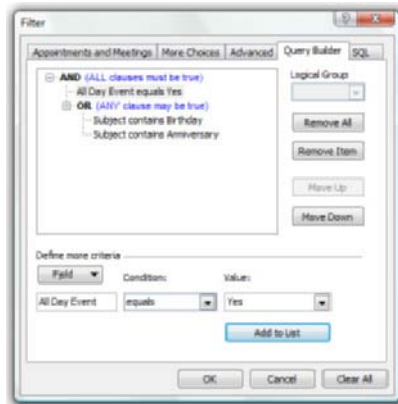 Filter
Appointments and Meetings More Choices Advanced Query Builder SQL
AND (ALL clauses must be true)
All Day Event equals Yes
OR (ANY clause may be true)
Subject contains Birthday
Subject contains Anniversary
Logical Group
Remove All
Remove Item
Move Up
Move Down
Define more criteria
Field Condition: Value:
All Day Event equals Yes
Add to List
OK Cancel Clear All